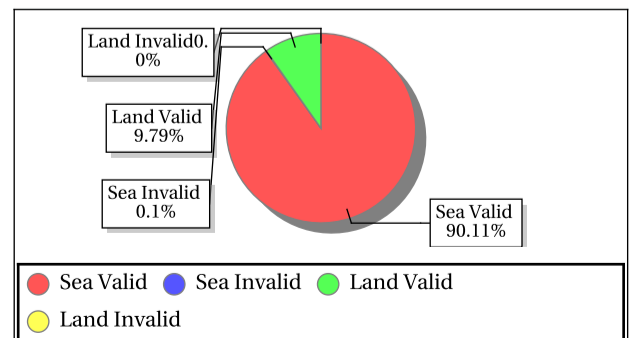 Land Invalid0.
0%
Land Valid
9.79%
Sea Invalid
0.1%
Sea Valid
90.11%
Sea Valid Sea Invalid Land Valid
Land Invalid